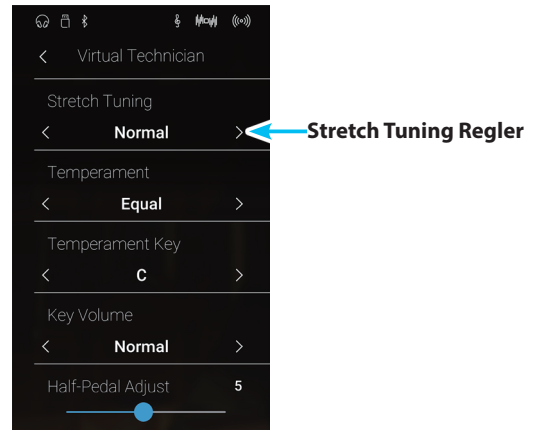 Virtual Technician
Stretch Tuning
Normal
Stretch Tuning Regler
Temperament
Equal
Temperament Key
C
Key Volume
Normal
Half-Pedal Adjust 5